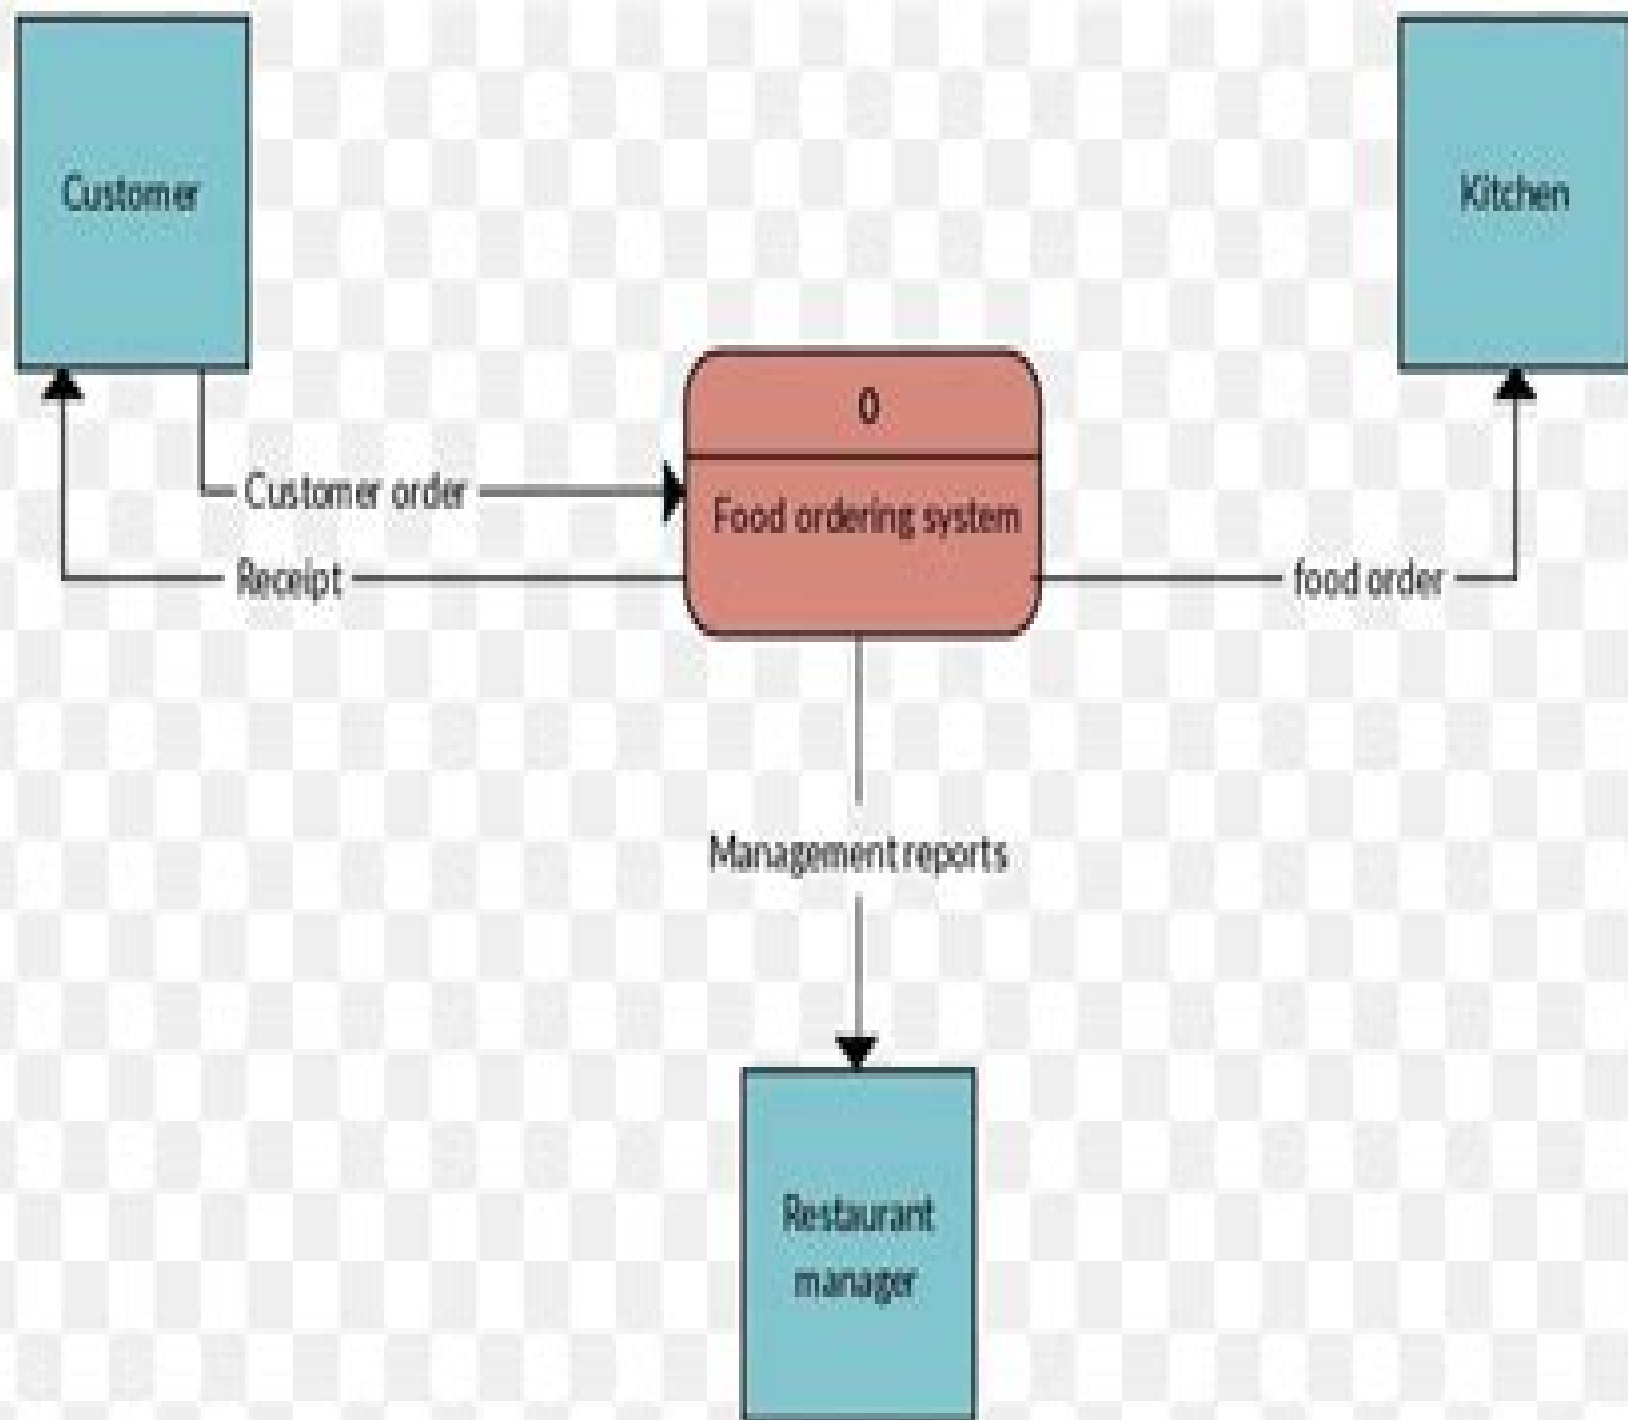 Customer
Kitchen
0
Food ordering system
Customer order
Receipt
food order
Management reports
Restaurant
manager